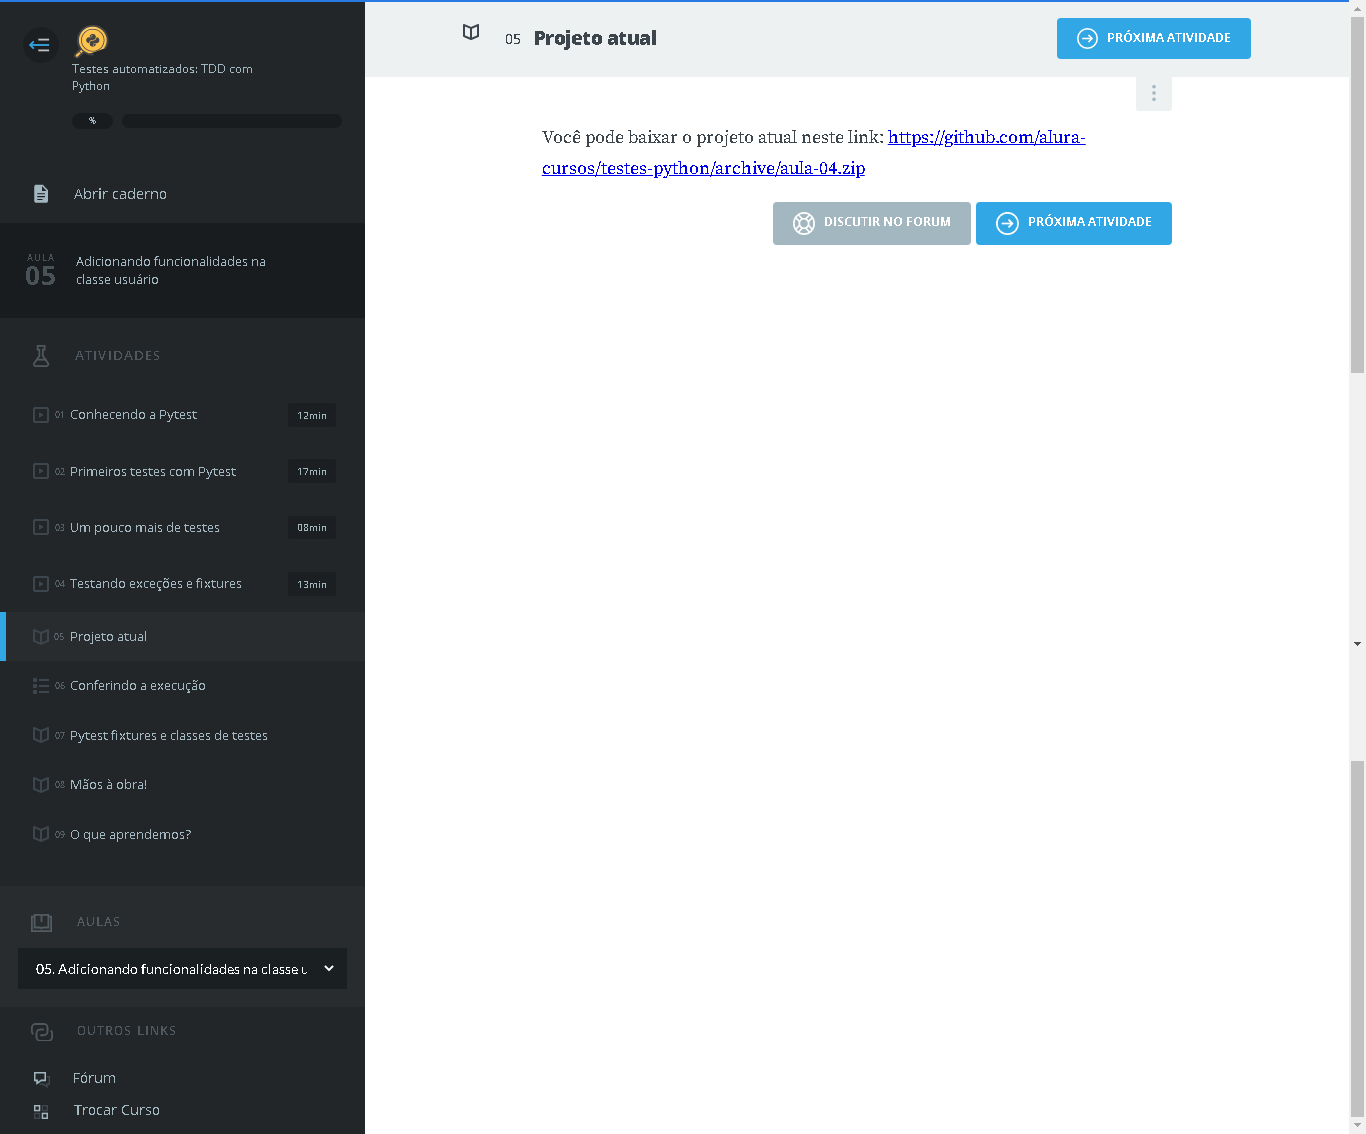 Testes automatizados: TDD com
Python
%
Abrir caderno
AULA
05
Adicionando funcionalidades na
classe usuário
ATIVIDADES
01 Conhecendo a Pytest 12min
02 Primeiros testes com Pytest 17min
03 Um pouco mais de testes 08min
04 Testando exceções e fixtures 13min
05 Projeto atual
06 Conferindo a execução
07 Pytest fixtures e classes de testes
08 Mãos à obra!
09 O que aprendemos?
AULAS
05. Adicionando funcionalidades na classe u
OUTROS LINKS
Fórum
Trocar Curso
05 Projeto atual
PRÓXIMA ATIVIDADE
Você pode baixar o projeto atual neste link: https://github.com/alura-
cursos/testes-python/archive/aula-04.zip
DISCUTIR NO FORUM
PRÓXIMA ATIVIDADE